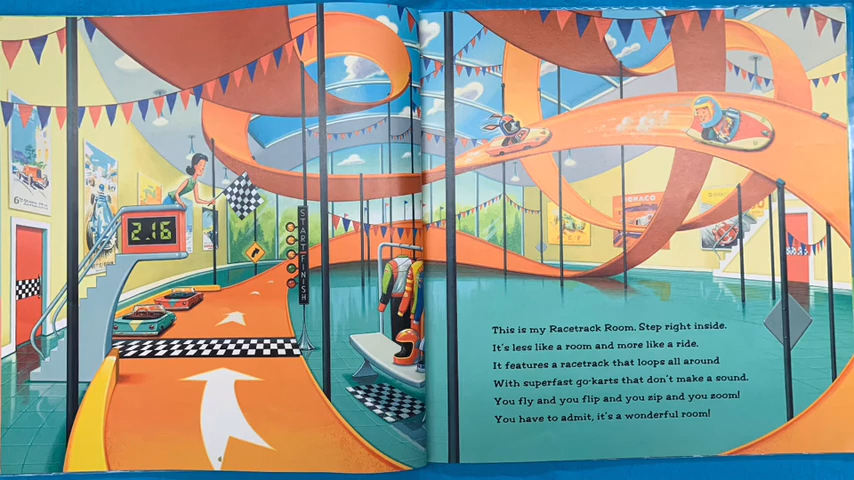 6TH
2.16
START-FINISH
MONACO
This is my Racetrack Room. Step right inside.
It's less like a room and more like a ride.
It features a racetrack that loops all around
With superfast go-karts that don't make a sound.
You fly and you flip and you zip and you zoom!
You have to admit, it's a wonderful room!